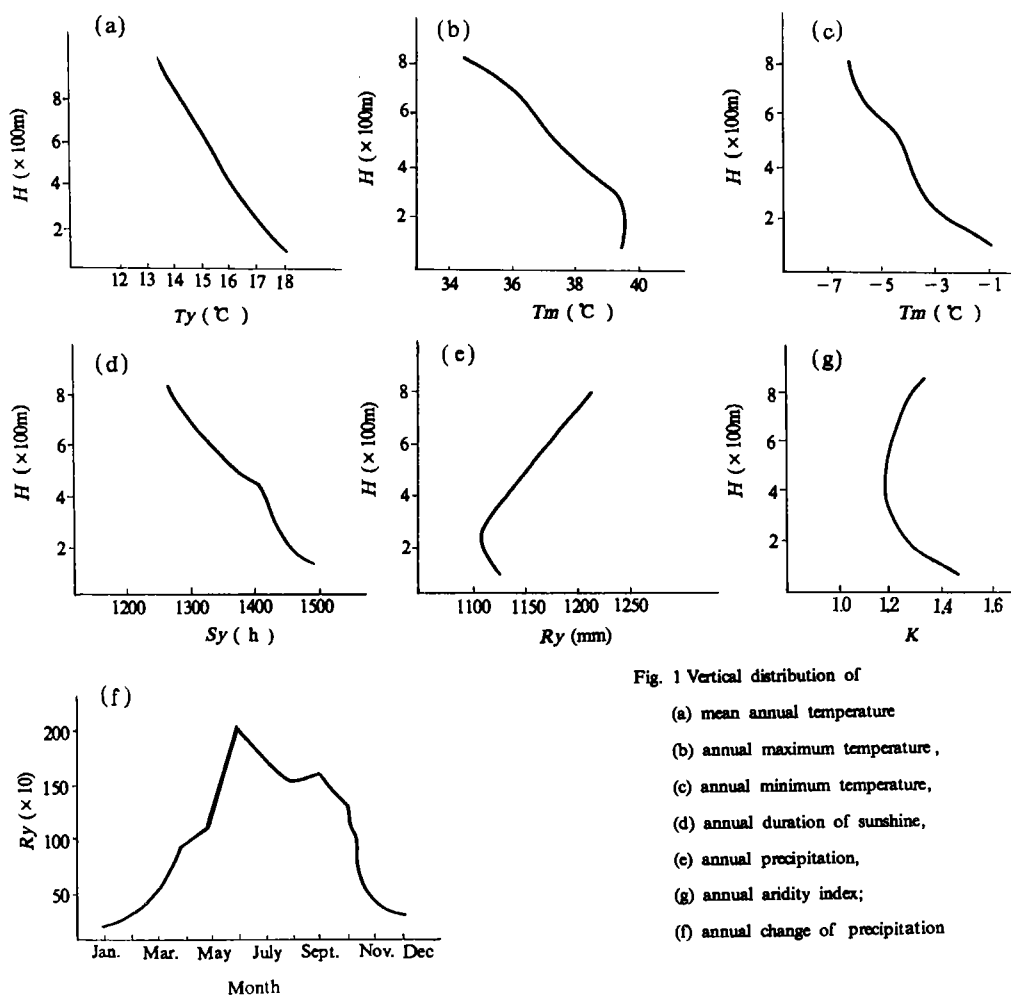 (a)
H (×100m)
8
6
4
2
12 13 14 15 16 17 18
Ty (℃)
(b)
H (×100m)
8
6
4
2
34 36 38 40
Tm (℃)
(c)
H (×100m)
8
6
4
2
−7 −5 −3 −1
Tm (℃)
(d)
H (×100m)
8
6
4
2
1200 1300 1400 1500
Sy ( h )
(e)
H (×100m)
8
6
4
2
1100 1150 1200 1250
Ry (mm)
(g)
H (×100m)
8
6
4
2
1.0 1.2 1.4 1.6
K
(f)
Ry (×10)
200
150
100
50
Jan. Mar. May July Sept. Nov. Dec
Month
Fig. 1 Vertical distribution of
(a) mean annual temperature
(b) annual maximum temperature,
(c) annual minimum temperature,
(d) annual duration of sunshine,
(e) annual precipitation,
(g) annual aridity index;
(f) annual change of precipitation